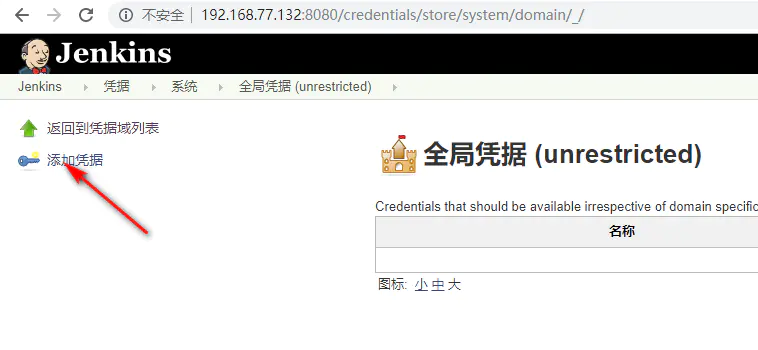 不安全 192.168.77.132:8080/credentials/store/system/domain/_/
Jenkins
Jenkins 凭据 系统 全局凭据 (unrestricted)
返回到凭据域列表
添加凭据
全局凭据 (unrestricted)
Credentials that should be available irrespective of domain specific
名称
图标: 小 中 大